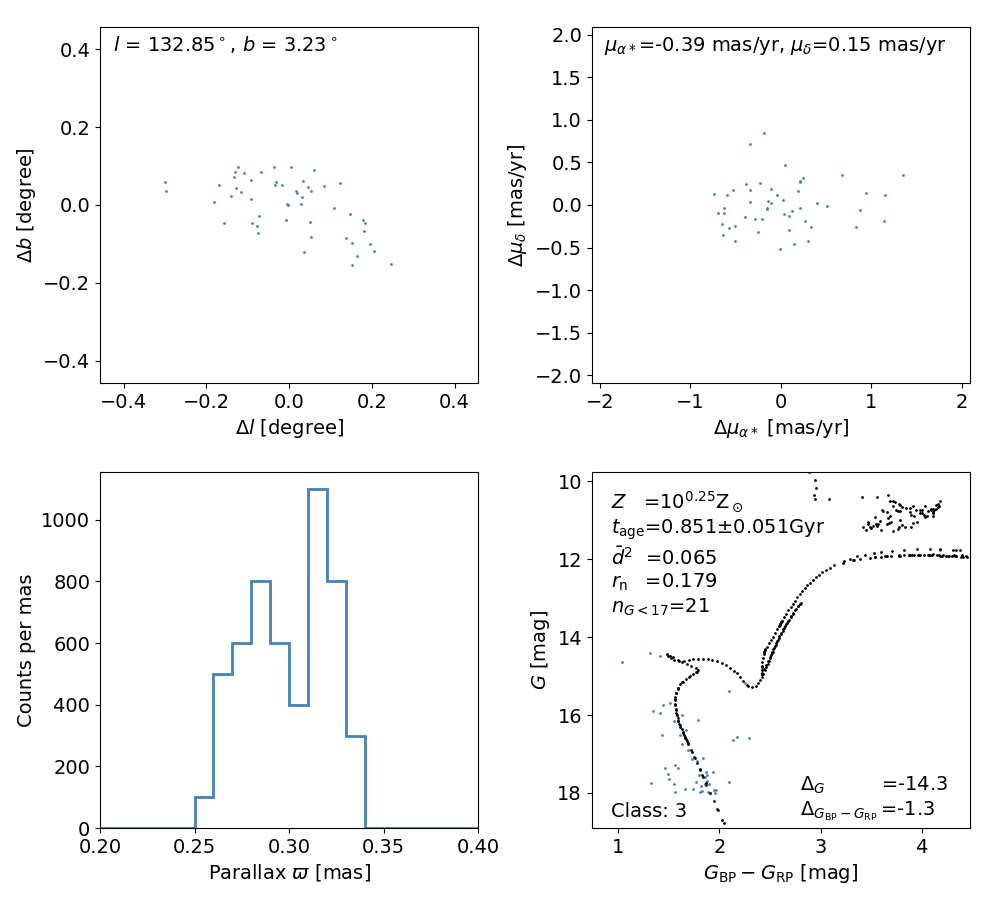 l = 132.85°, b = 3.23°
0.4
0.2
0.0
−0.2
−0.4
Δb [degree]
−0.4 −0.2 0.0 0.2 0.4
Δl [degree]
μα*=-0.39 mas/yr, μδ=0.15 mas/yr
2.0
1.5
1.0
0.5
0.0
−0.5
−1.0
−1.5
−2.0
Δμδ [mas/yr]
−2 −1 0 1 2
Δμα* [mas/yr]
1000
800
600
400
200
0
Counts per mas
0.20 0.25 0.30 0.35 0.40
Parallax ϖ [mas]
10
12
14
16
18
G [mag]
Z =10^0.25 Z⊙
t_age=0.851±0.051Gyr
d̄² =0.065
r_n =0.179
n_G<17=21
Δ_G =-14.3
Δ_G_BP−G_RP =-1.3
Class: 3
1 2 3 4
G_BP − G_RP [mag]